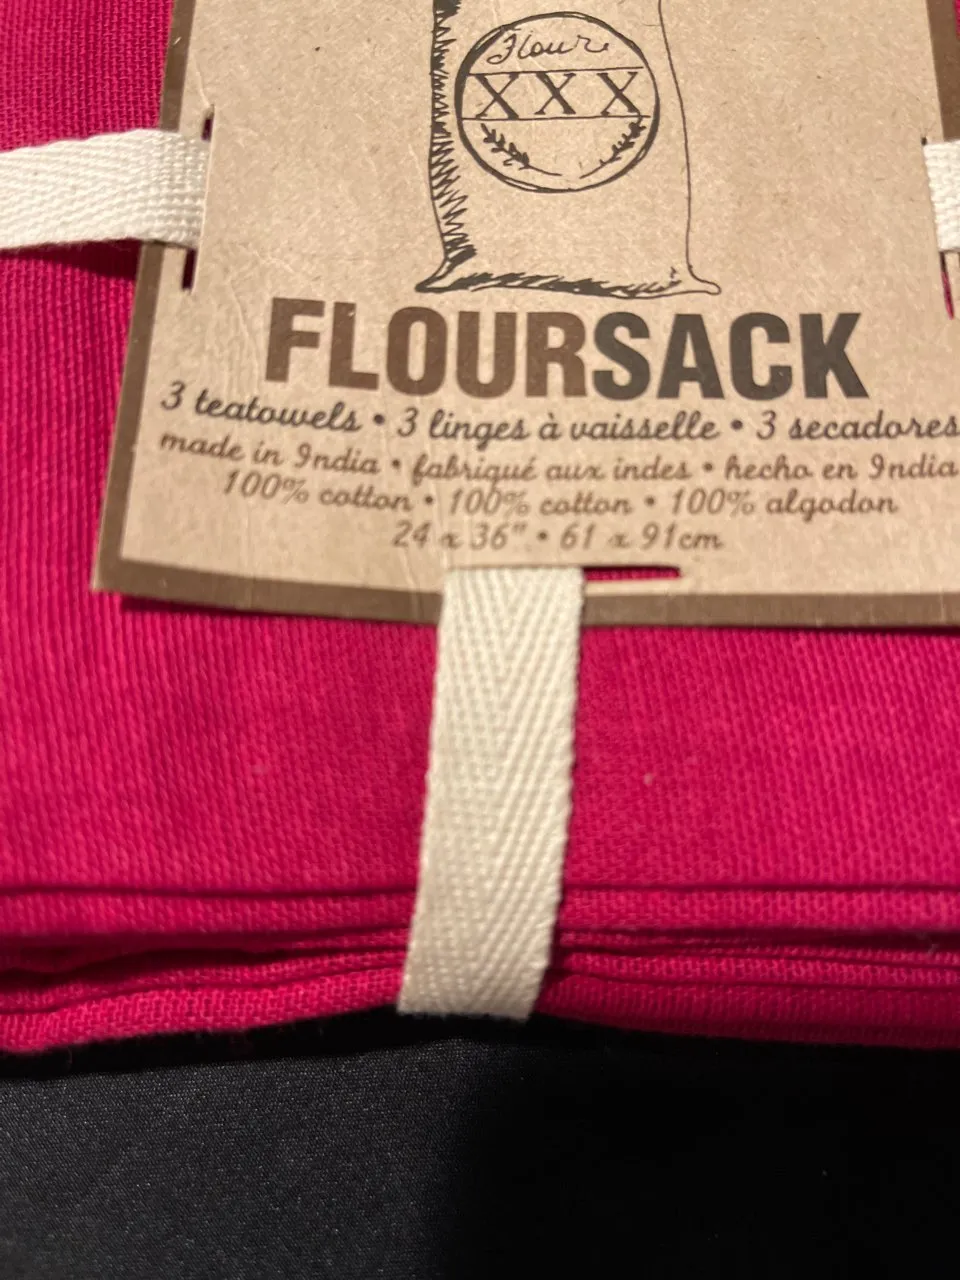 Flour
XXX
FLOURSACK
3 teatowels • 3 linges à vaisselle • 3 secadores
made in India • fabriqué aux indes • hecho en India
100% cotton • 100% cotton • 100% algodon
24 x 36" • 61 x 91cm